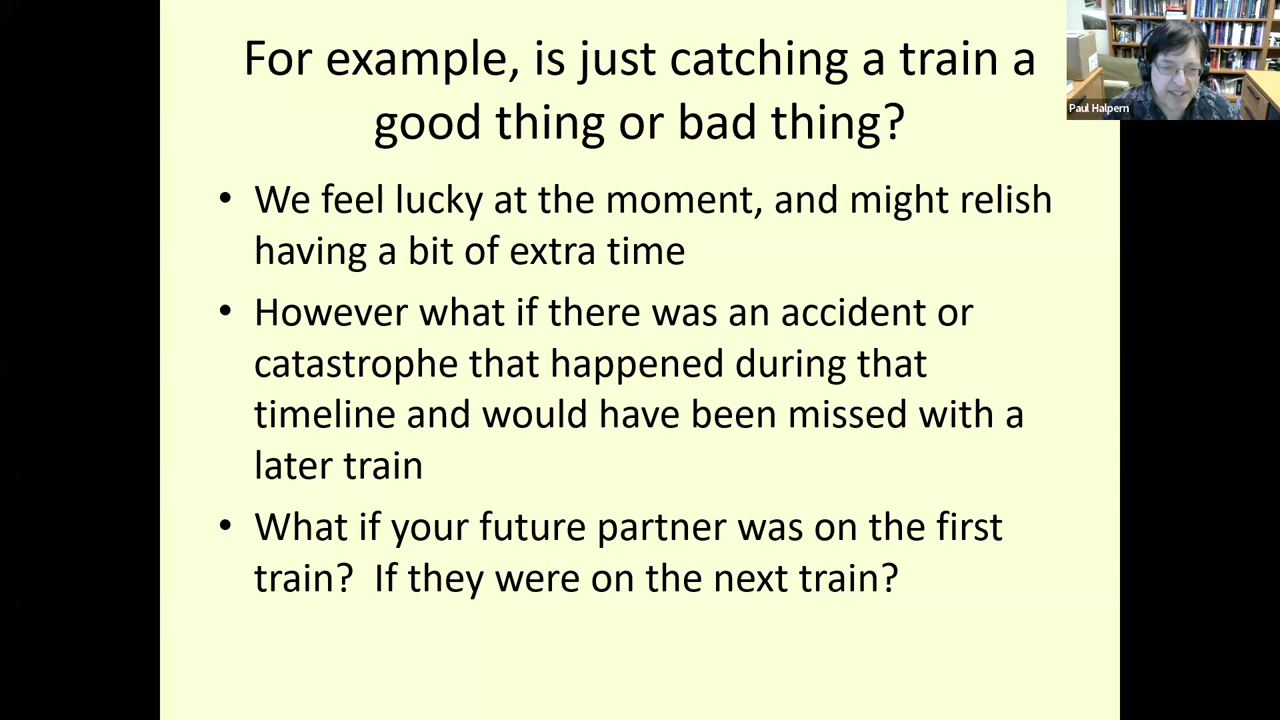 For example, is just catching a train a
good thing or bad thing?
Paul Halpern
• We feel lucky at the moment, and might relish
having a bit of extra time
• However what if there was an accident or
catastrophe that happened during that
timeline and would have been missed with a
later train
• What if your future partner was on the first
train?  If they were on the next train?